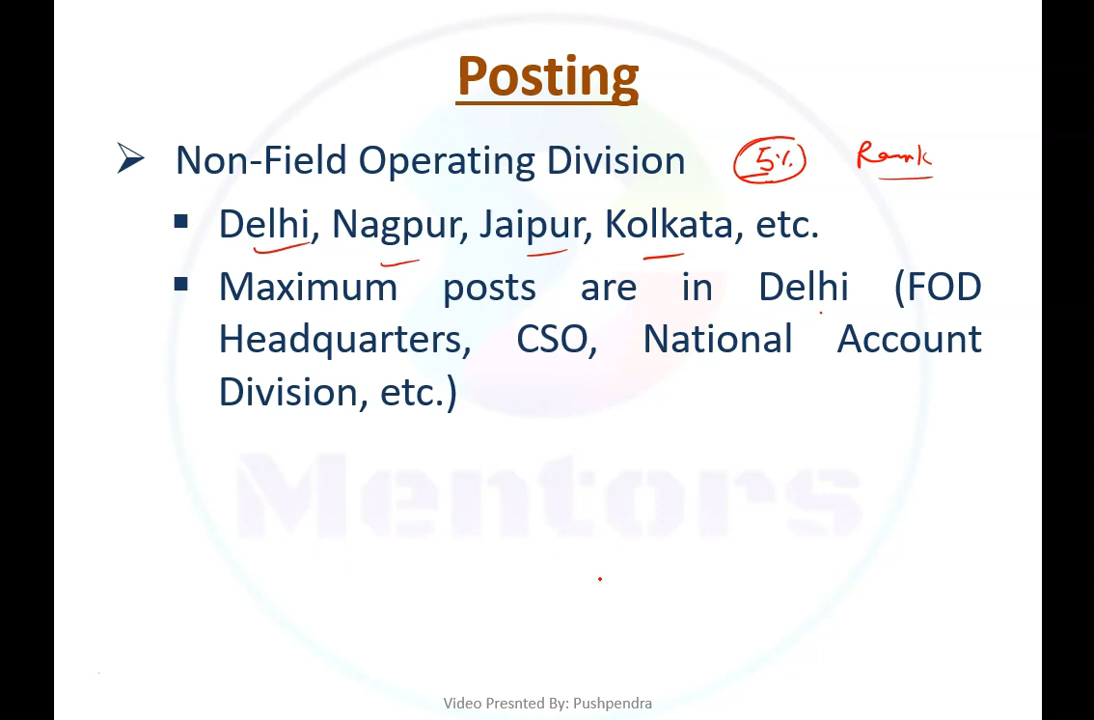 Posting
➢ Non-Field Operating Division 5% Rank
▪ Delhi, Nagpur, Jaipur, Kolkata, etc.
▪ Maximum posts are in Delhi (FOD
Headquarters, CSO, National Account
Division, etc.)
Mentors
Video Presnted By: Pushpendra